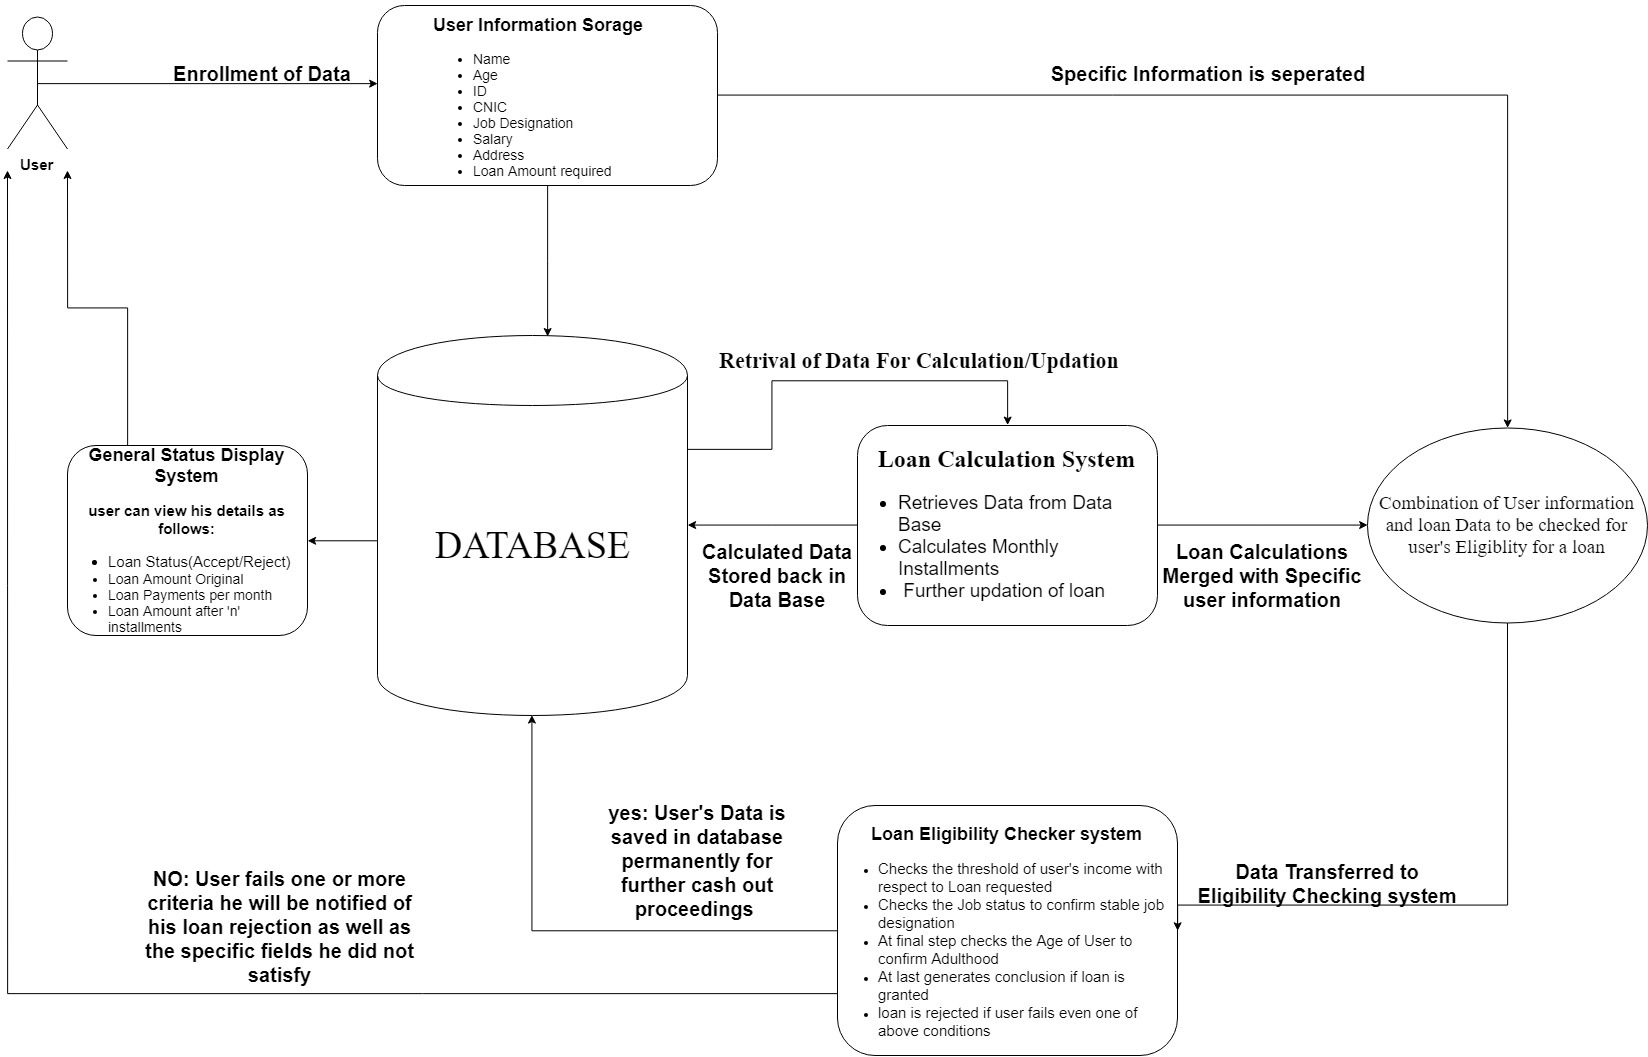 User Information Sorage
• Name
• Age
• ID
• CNIC
• Job Designation
• Salary
• Address
• Loan Amount required
Enrollment of Data
Specific Information is seperated
User
Retrival of Data For Calculation/Updation
General Status Display
System
user can view his details as
follows:
• Loan Status(Accept/Reject)
• Loan Amount Original
• Loan Payments per month
• Loan Amount after 'n'
installments
DATABASE
Loan Calculation System
• Retrieves Data from Data
Base
• Calculates Monthly
Installments
• Further updation of loan
Calculated Data
Stored back in
Data Base
Loan Calculations
Merged with Specific
user information
Combination of User information
and loan Data to be checked for
user's Eligiblity for a loan
yes: User's Data is
saved in database
permanently for
further cash out
proceedings
Loan Eligibility Checker system
• Checks the threshold of user's income with
respect to Loan requested
• Checks the Job status to confirm stable job
designation
• At final step checks the Age of User to
confirm Adulthood
• At last generates conclusion if loan is
granted
• loan is rejected if user fails even one of
above conditions
Data Transferred to
Eligibility Checking system
NO: User fails one or more
criteria he will be notified of
his loan rejection as well as
the specific fields he did not
satisfy